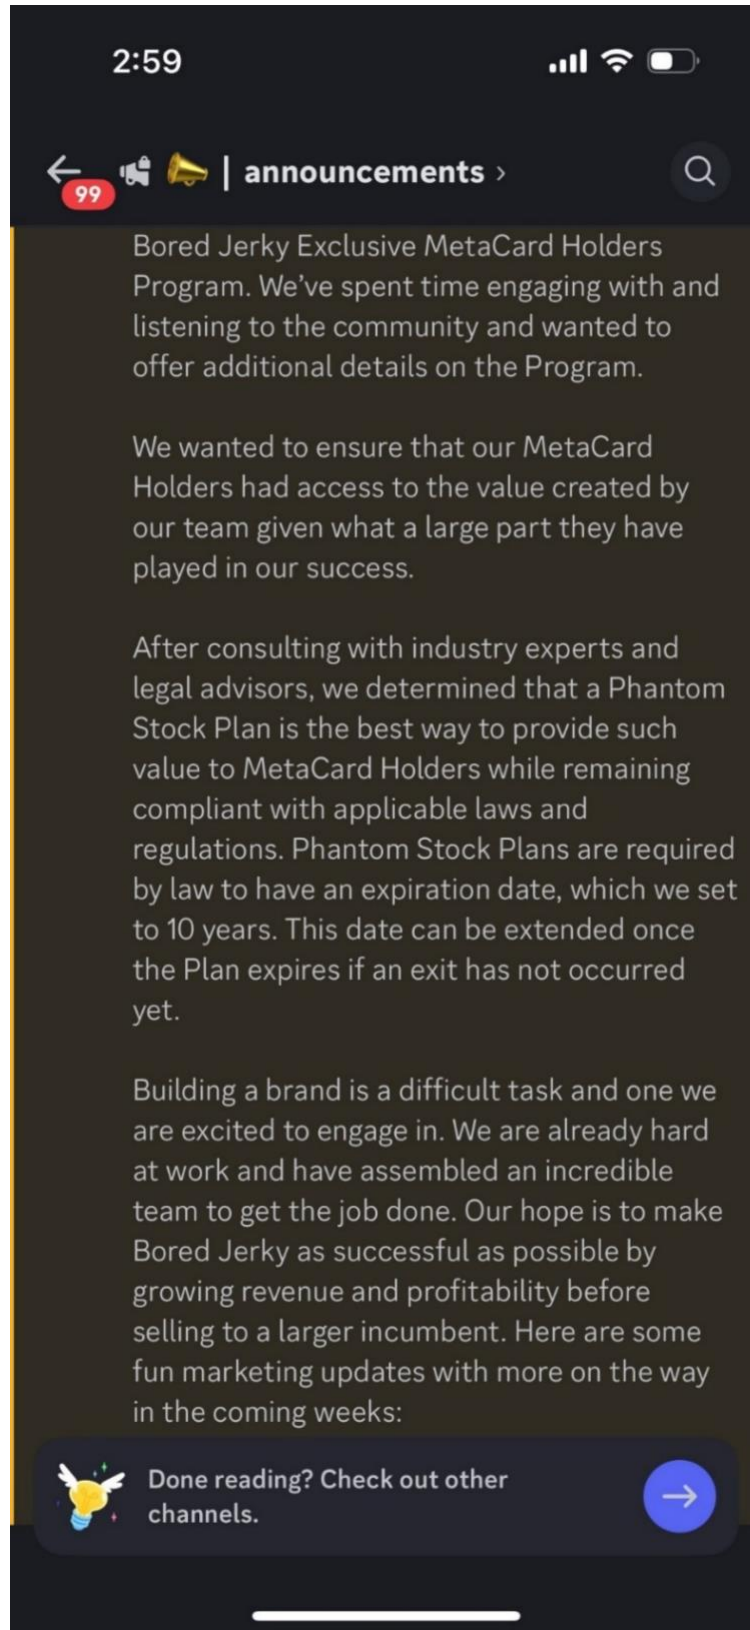 2:59
99
| announcements ›
Bored Jerky Exclusive MetaCard Holders
Program. We’ve spent time engaging with and
listening to the community and wanted to
offer additional details on the Program.
We wanted to ensure that our MetaCard
Holders had access to the value created by
our team given what a large part they have
played in our success.
After consulting with industry experts and
legal advisors, we determined that a Phantom
Stock Plan is the best way to provide such
value to MetaCard Holders while remaining
compliant with applicable laws and
regulations. Phantom Stock Plans are required
by law to have an expiration date, which we set
to 10 years. This date can be extended once
the Plan expires if an exit has not occurred
yet.
Building a brand is a difficult task and one we
are excited to engage in. We are already hard
at work and have assembled an incredible
team to get the job done. Our hope is to make
Bored Jerky as successful as possible by
growing revenue and profitability before
selling to a larger incumbent. Here are some
fun marketing updates with more on the way
in the coming weeks:
Done reading? Check out other
channels.